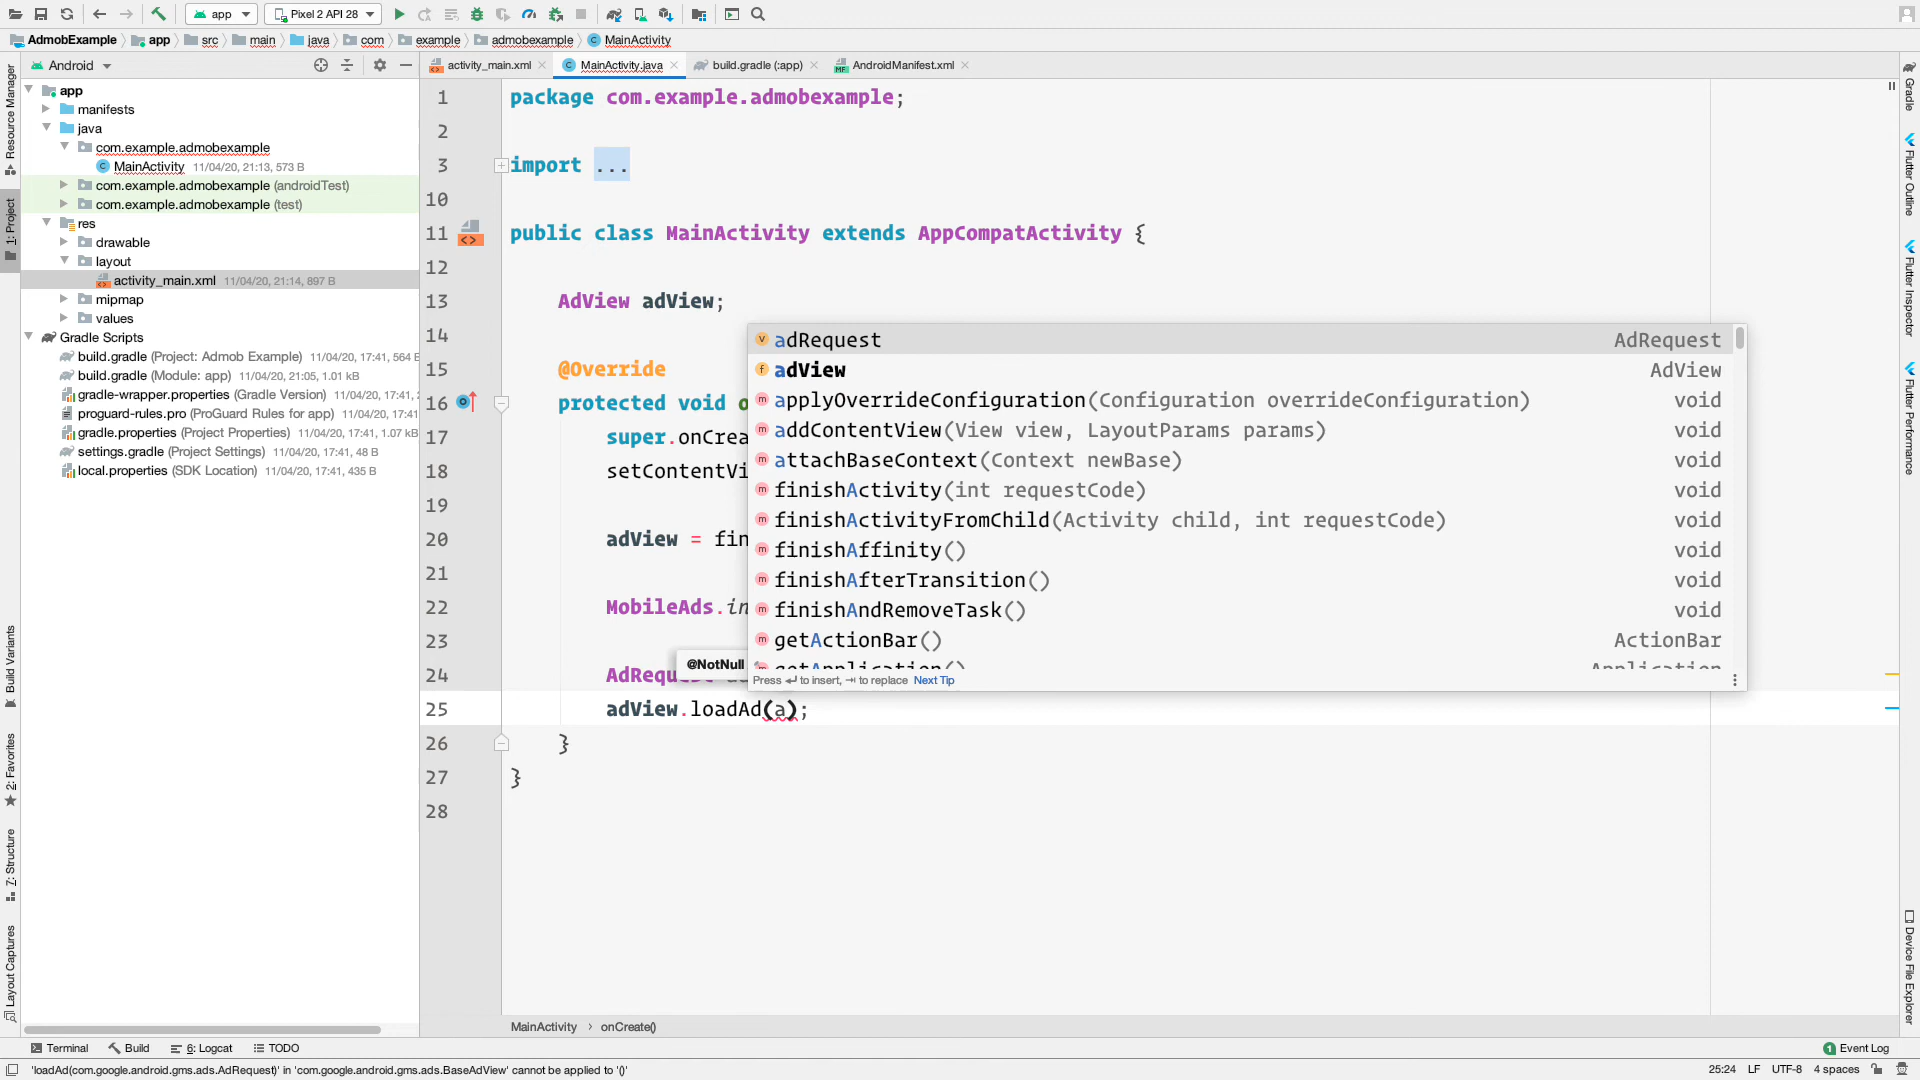 app
Pixel 2 API 28
AdmobExample
app
src
main
java
com
example
admobexample
MainActivity
Android
activity_main.xml
MainActivity.java
build.gradle (:app)
AndroidManifest.xml
app
manifests
java
com.example.admobexample
MainActivity 11/04/20, 21:13, 573 B
com.example.admobexample (androidTest)
com.example.admobexample (test)
res
drawable
layout
activity_main.xml 11/04/20, 21:14, 897 B
mipmap
values
Gradle Scripts
build.gradle (Project: Admob Example) 11/04/20, 17:41, 564 B
build.gradle (Module: app) 11/04/20, 21:05, 1.01 kB
gradle-wrapper.properties (Gradle Version) 11/04/20, 17:41, 2
proguard-rules.pro (ProGuard Rules for app) 11/04/20, 17:41
gradle.properties (Project Properties) 11/04/20, 17:41, 1.07 kB
settings.gradle (Project Settings) 11/04/20, 17:41, 48 B
local.properties (SDK Location) 11/04/20, 17:41, 435 B
Resource Manager
1: Project
Build Variants
2: Favorites
7: Structure
Layout Captures
1 package com.example.admobexample;
2
3 import ...
10
11 public class MainActivity extends AppCompatActivity {
12
13 AdView adView;
14
15 @Override
16 protected void o
17 super.onCrea
18 setContentVi
19
20 adView = fin
21
22 MobileAds.in
23
24 AdRequest
25 adView.loadAd(a);
26 }
27 }
28
@NotNull
adRequest AdRequest
adView AdView
applyOverrideConfiguration(Configuration overrideConfiguration) void
addContentView(View view, LayoutParams params) void
attachBaseContext(Context newBase) void
finishActivity(int requestCode) void
finishActivityFromChild(Activity child, int requestCode) void
finishAffinity() void
finishAfterTransition() void
finishAndRemoveTask() void
getActionBar() ActionBar
getApplication() Application
Press ↵ to insert, ⇥ to replace Next Tip
Gradle
Flutter Outline
Flutter Inspector
Flutter Performance
Device File Explorer
MainActivity › onCreate()
Terminal
Build
6: Logcat
TODO
1 Event Log
'loadAd(com.google.android.gms.ads.AdRequest)' in 'com.google.android.gms.ads.BaseAdView' cannot be applied to '()'
25:24 LF UTF-8 4 spaces